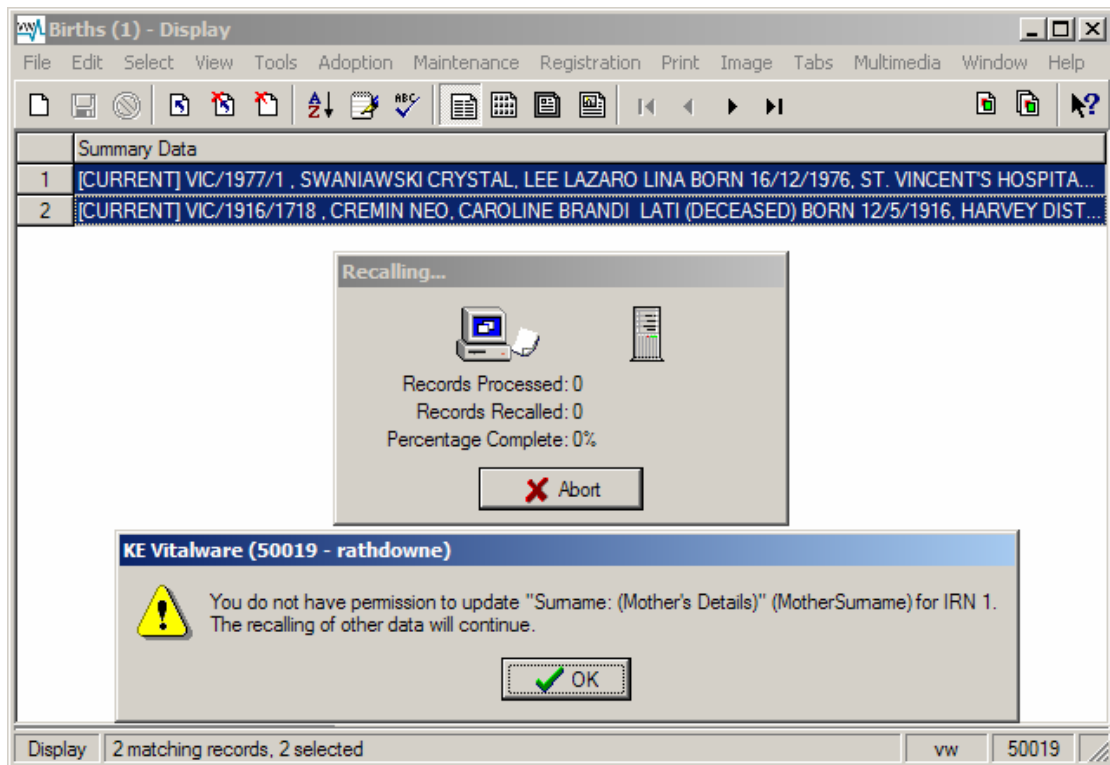 Births (1) - Display
File Edit Select View Tools Adoption Maintenance Registration Print Image Tabs Multimedia Window Help
Summary Data
1 [CURRENT] VIC/1977/1 , SWANIAWSKI CRYSTAL, LEE LAZARO LINA BORN 16/12/1976, ST. VINCENT'S HOSPITA...
2 [CURRENT] VIC/1916/1718 , CREMIN NEO, CAROLINE BRANDI LATI (DECEASED) BORN 12/5/1916, HARVEY DIST...
Recalling...
Records Processed: 0
Records Recalled: 0
Percentage Complete: 0%
Abort
KE Vitalware (50019 - rathdowne)
You do not have permission to update "Surname: (Mother's Details)" (MotherSurname) for IRN 1.
The recalling of other data will continue.
OK
Display 2 matching records, 2 selected vw 50019